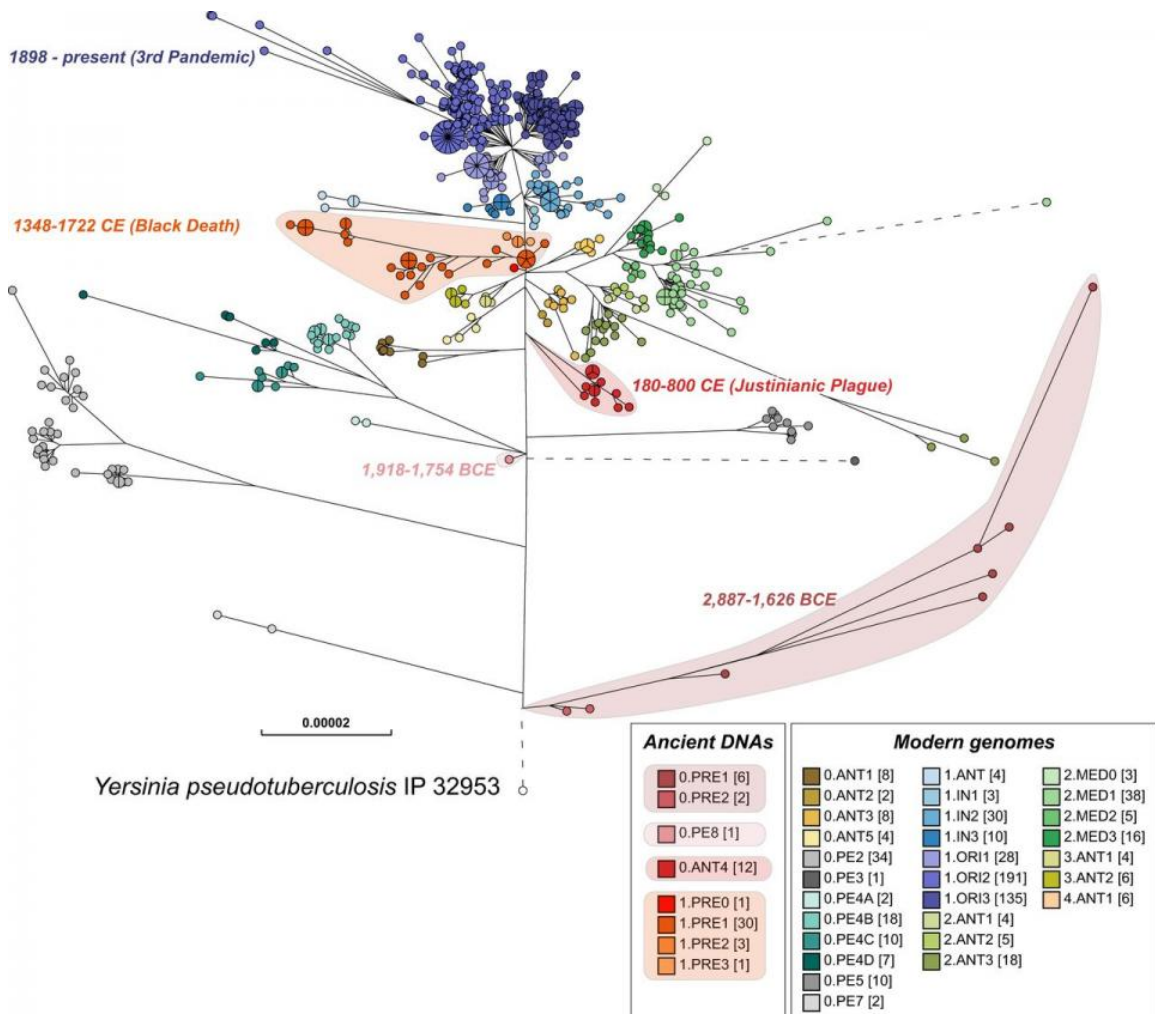 1898 - present (3rd Pandemic)
1348-1722 CE (Black Death)
180-800 CE (Justinianic Plague)
1,918-1,754 BCE
2,887-1,626 BCE
0.00002
Yersinia pseudotuberculosis IP 32953
Ancient DNAs
0.PRE1 [6]
0.PRE2 [2]
0.PE8 [1]
0.ANT4 [12]
1.PRE0 [1]
1.PRE1 [30]
1.PRE2 [3]
1.PRE3 [1]
Modern genomes
0.ANT1 [8]
0.ANT2 [2]
0.ANT3 [8]
0.ANT5 [4]
0.PE2 [34]
0.PE3 [1]
0.PE4A [2]
0.PE4B [18]
0.PE4C [10]
0.PE4D [7]
0.PE5 [10]
0.PE7 [2]
1.ANT [4]
1.IN1 [3]
1.IN2 [30]
1.IN3 [10]
1.ORI1 [28]
1.ORI2 [191]
1.ORI3 [135]
2.ANT1 [4]
2.ANT2 [5]
2.ANT3 [18]
2.MED0 [3]
2.MED1 [38]
2.MED2 [5]
2.MED3 [16]
3.ANT1 [4]
3.ANT2 [6]
4.ANT1 [6]